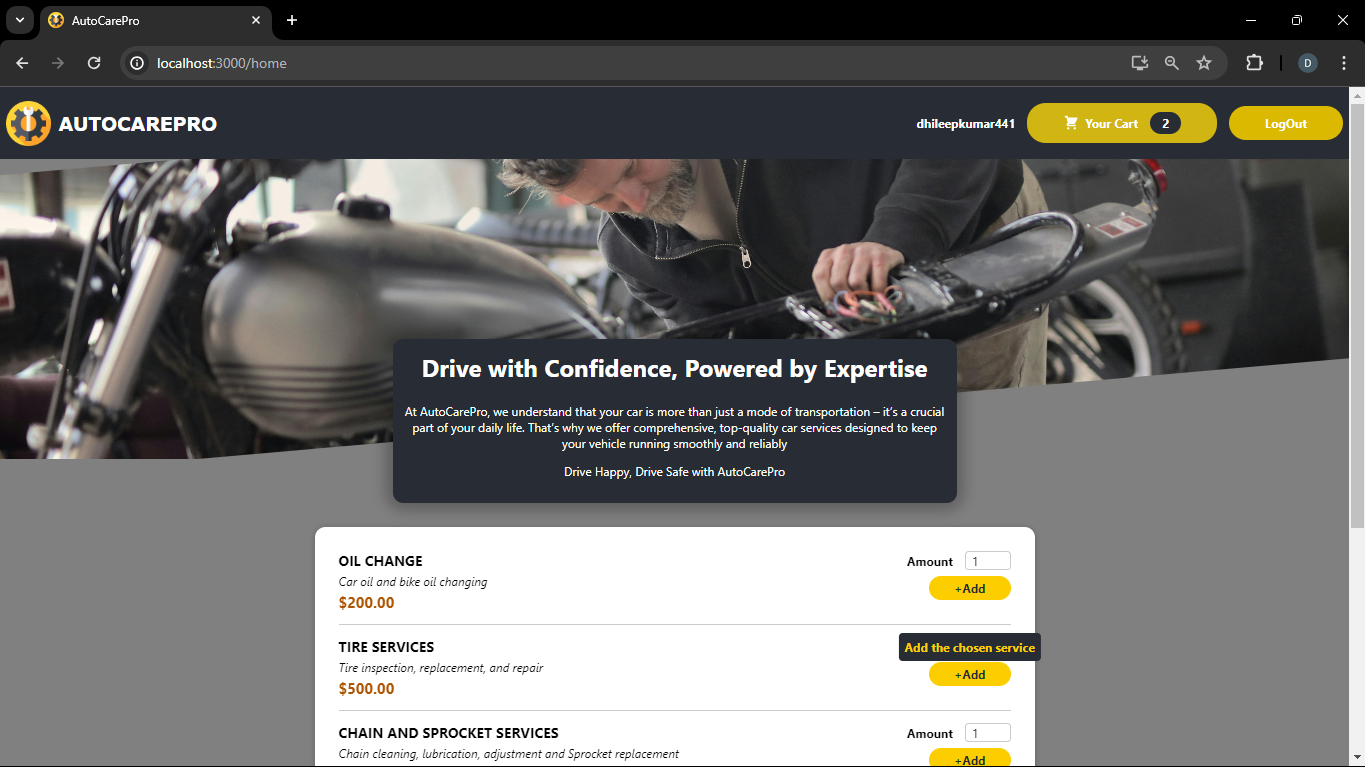 AutoCarePro
localhost:3000/home
D
AUTOCAREPRO
dhileepkumar441
Your Cart 2
LogOut
Drive with Confidence, Powered by Expertise
At AutoCarePro, we understand that your car is more than just a mode of transportation – it's a crucial
part of your daily life. That's why we offer comprehensive, top-quality car services designed to keep
your vehicle running smoothly and reliably
Drive Happy, Drive Safe with AutoCarePro
OIL CHANGE
Amount 1
Car oil and bike oil changing
+Add
$200.00
TIRE SERVICES
Add the chosen service
Tire inspection, replacement, and repair
+Add
$500.00
CHAIN AND SPROCKET SERVICES
Amount 1
Chain cleaning, lubrication, adjustment and Sprocket replacement
+Add